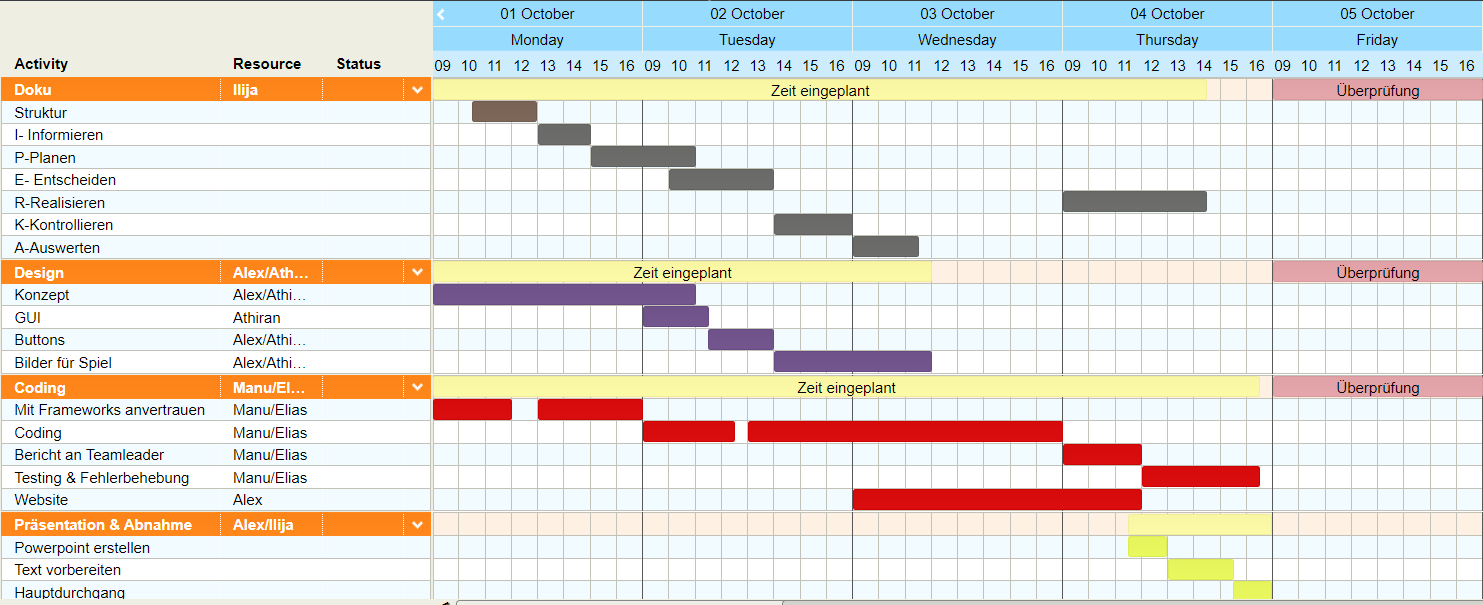 01 October 02 October 03 October 04 October 05 October
Monday Tuesday Wednesday Thursday Friday
Activity Resource Status 09 10 11 12 13 14 15 16 09 10 11 12 13 14 15 16 09 10 11 12 13 14 15 16 09 10 11 12 13 14 15 16 09 10 11 12 13 14 15 16
Doku Ilija Zeit eingeplant Überprüfung
Struktur
I- Informieren
P-Planen
E- Entscheiden
R-Realisieren
K-Kontrollieren
A-Auswerten
Design Alex/Ath... Zeit eingeplant Überprüfung
Konzept Alex/Athi...
GUI Athiran
Buttons Alex/Athi...
Bilder für Spiel Alex/Athi...
Coding Manu/El... Zeit eingeplant Überprüfung
Mit Frameworks anvertrauen Manu/Elias
Coding Manu/Elias
Bericht an Teamleader Manu/Elias
Testing & Fehlerbehebung Manu/Elias
Website Alex
Präsentation & Abnahme Alex/Ilija
Powerpoint erstellen
Text vorbereiten
Hauptdurchgang